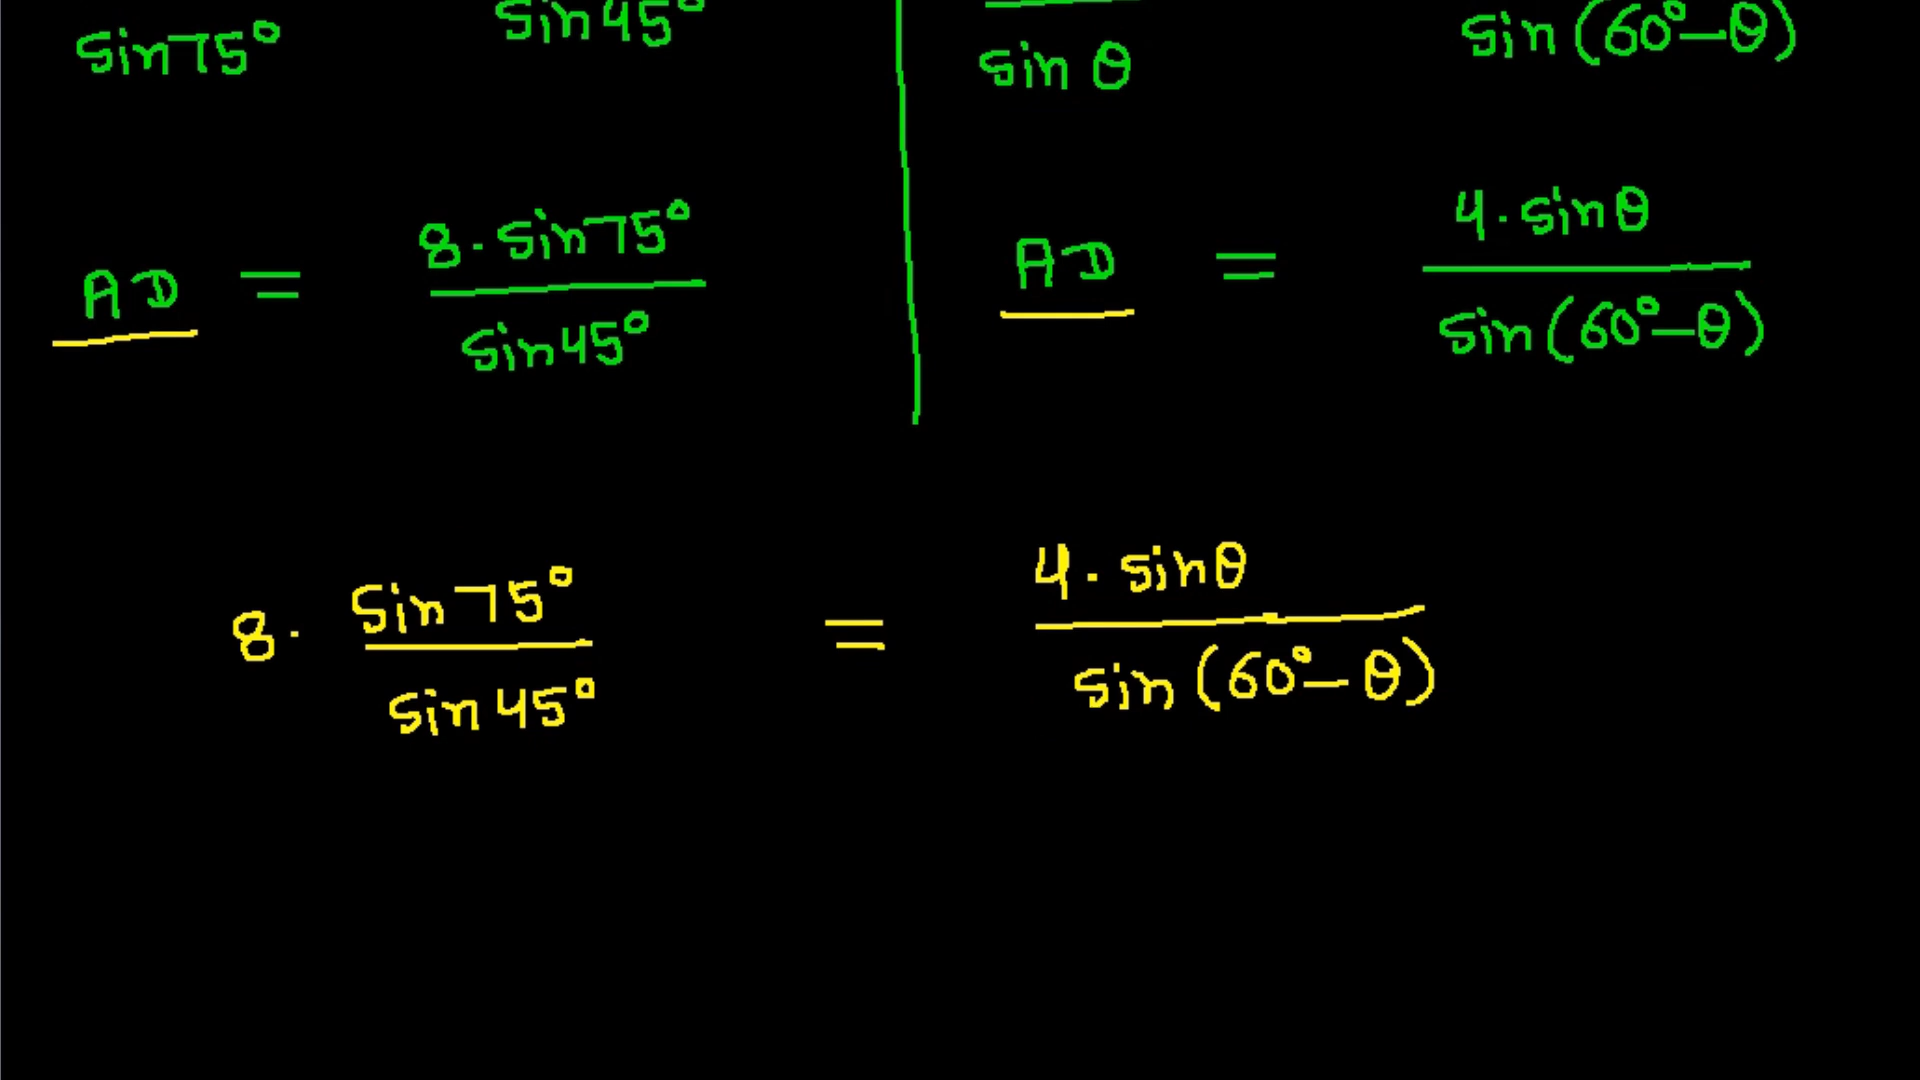 sin75° sin45° | sin θ sin(60°-θ)
AD = 8·sin75° / sin45° | AD = 4·sinθ / sin(60°-θ)
8· sin75° / sin45° = 4·sinθ / sin(60°-θ)